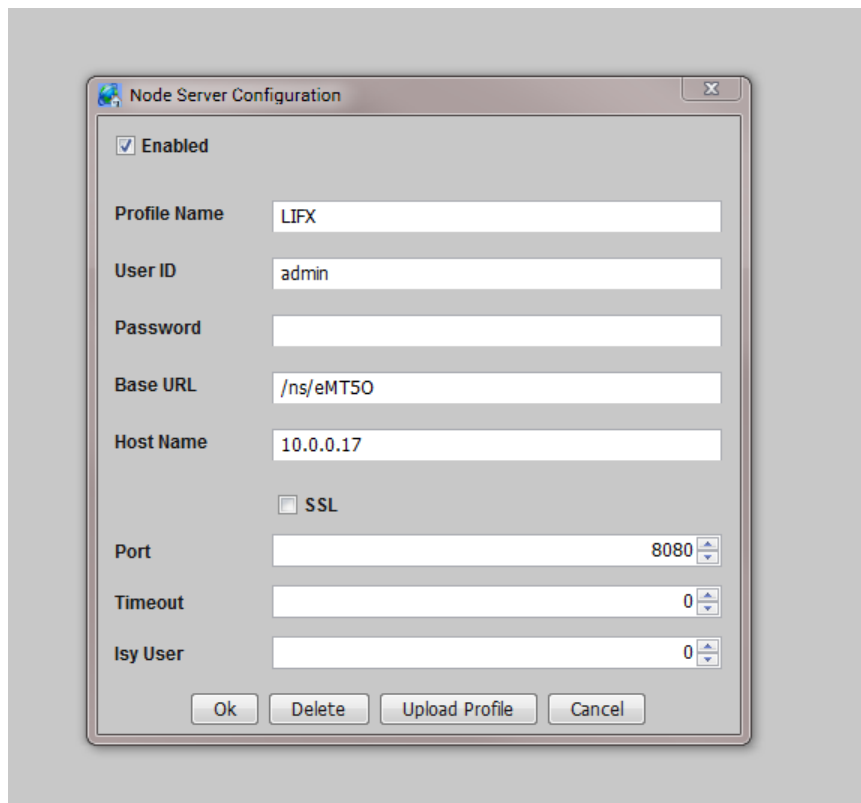 Node Server Configuration
Enabled
Profile Name LIFX
User ID admin
Password
Base URL /ns/eMT5O
Host Name 10.0.0.17
SSL
Port 8080
Timeout 0
Isy User 0
Ok Delete Upload Profile Cancel